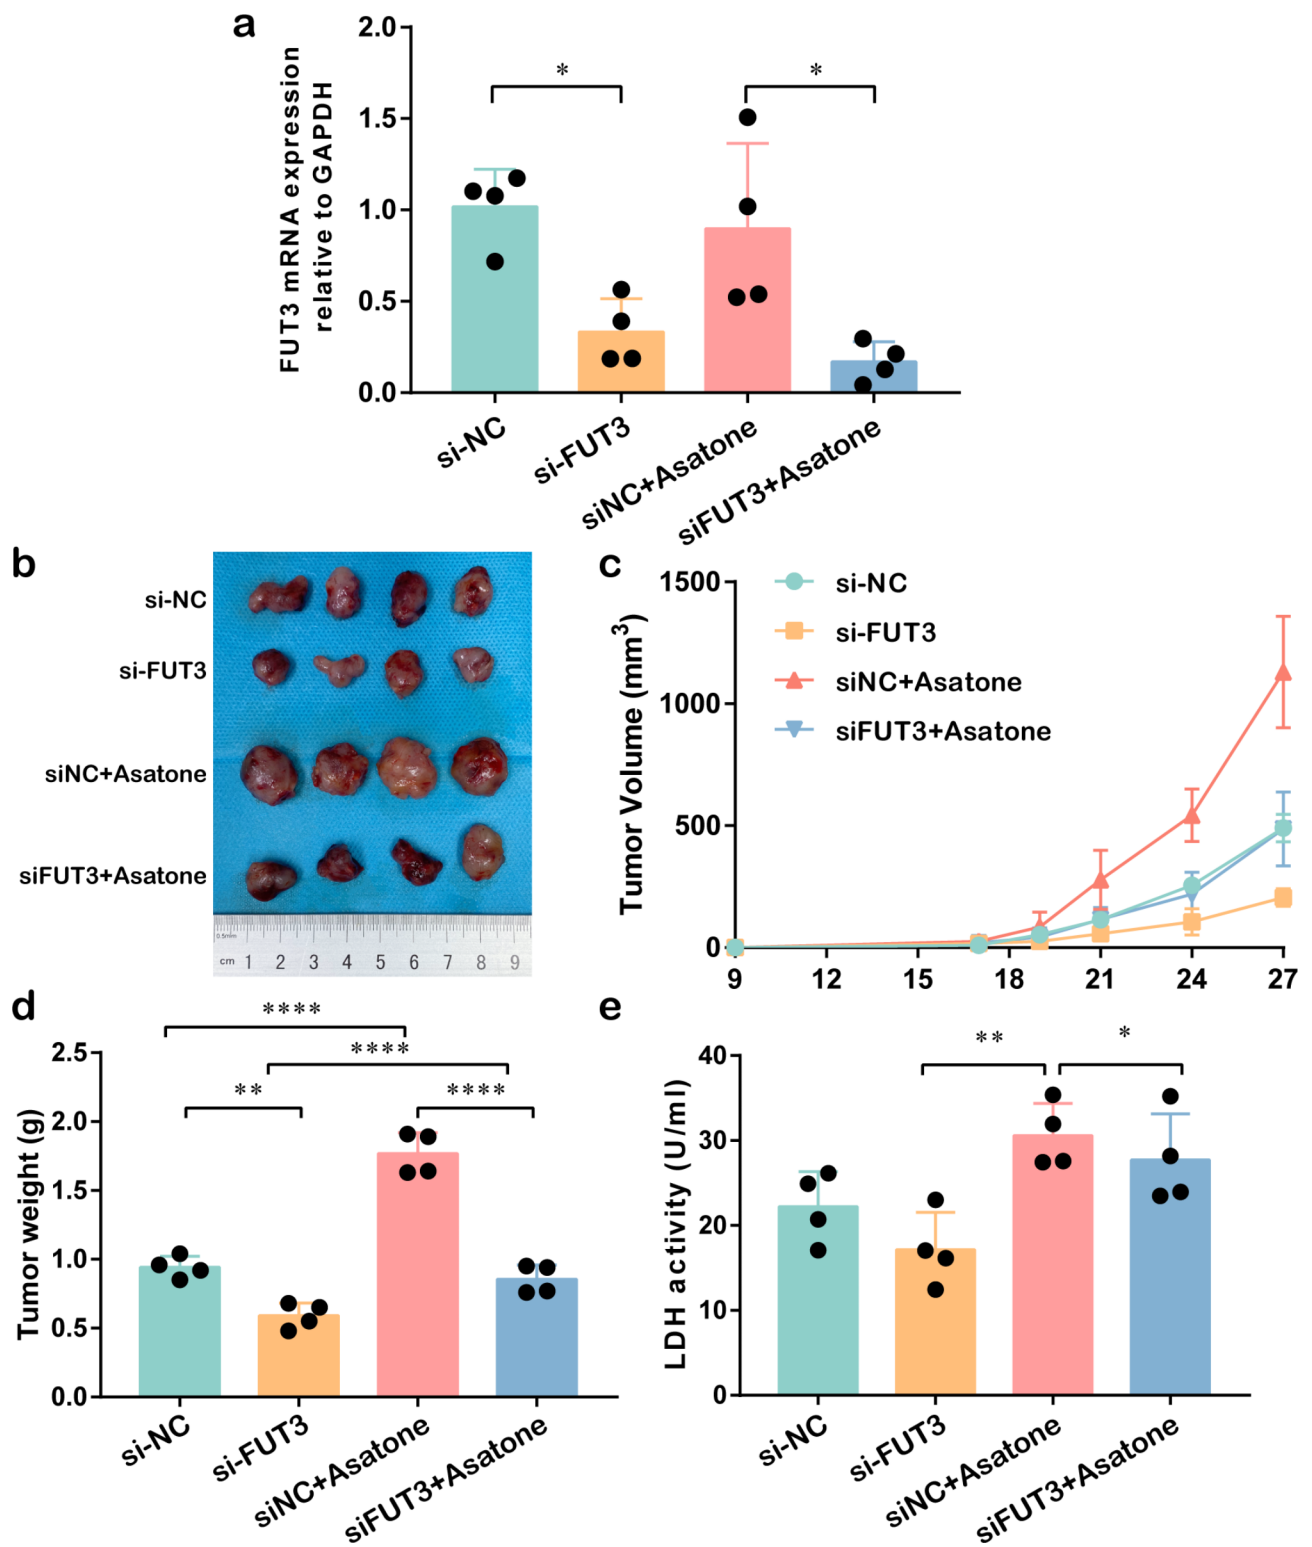 a
FUT3 mRNA expression
relative to GAPDH
2.0
1.5
1.0
0.5
0.0
*
*
si-NC
si-FUT3
siNC+Asatone
siFUT3+Asatone
b
si-NC
si-FUT3
siNC+Asatone
siFUT3+Asatone
0.5mm
cm 1 2 3 4 5 6 7 8 9
c
Tumor Volume (mm³)
1500
1000
500
0
si-NC
si-FUT3
siNC+Asatone
siFUT3+Asatone
9 12 15 18 21 24 27
d
Tumor weight (g)
2.5
2.0
1.5
1.0
0.5
0.0
****
****
**
****
si-NC
si-FUT3
siNC+Asatone
siFUT3+Asatone
e
LDH activity (U/ml)
40
30
20
10
0
**
*
si-NC
si-FUT3
siNC+Asatone
siFUT3+Asatone